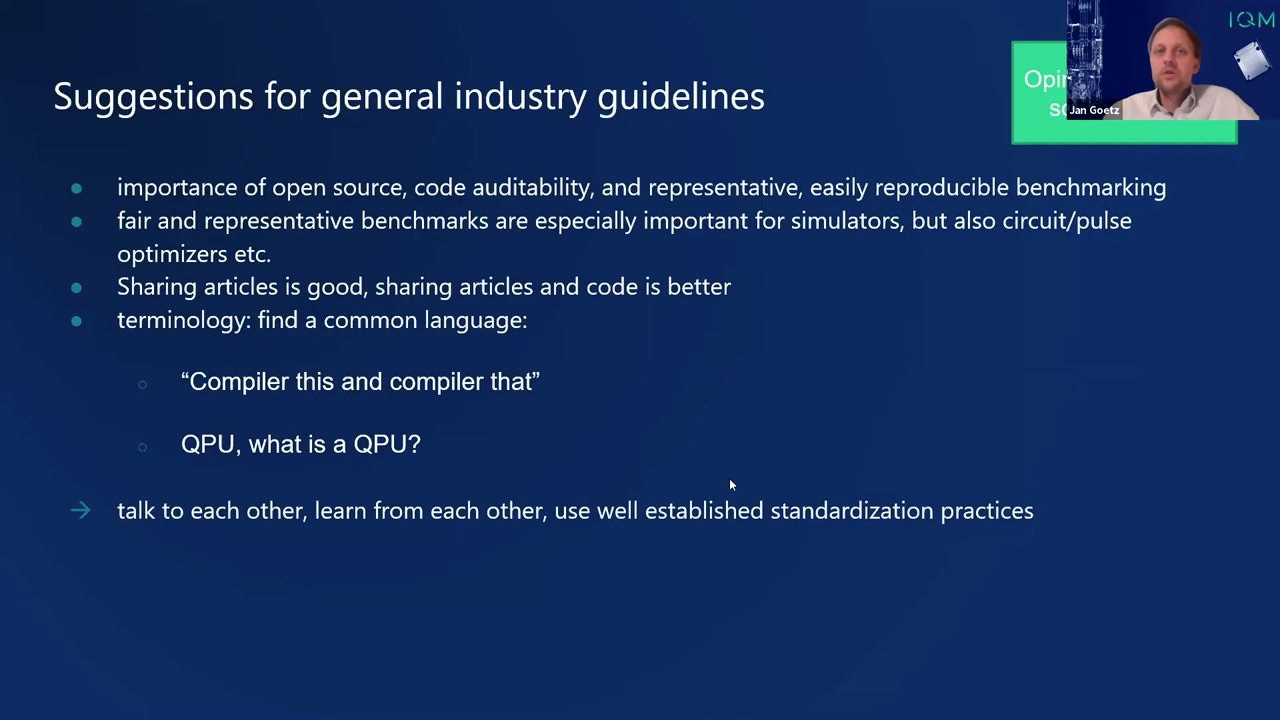 IQM
Suggestions for general industry guidelines
Jan Goetz
importance of open source, code auditability, and representative, easily reproducible benchmarking
fair and representative benchmarks are especially important for simulators, but also circuit/pulse
optimizers etc.
Sharing articles is good, sharing articles and code is better
terminology: find a common language:
“Compiler this and compiler that”
QPU, what is a QPU?
talk to each other, learn from each other, use well established standardization practices